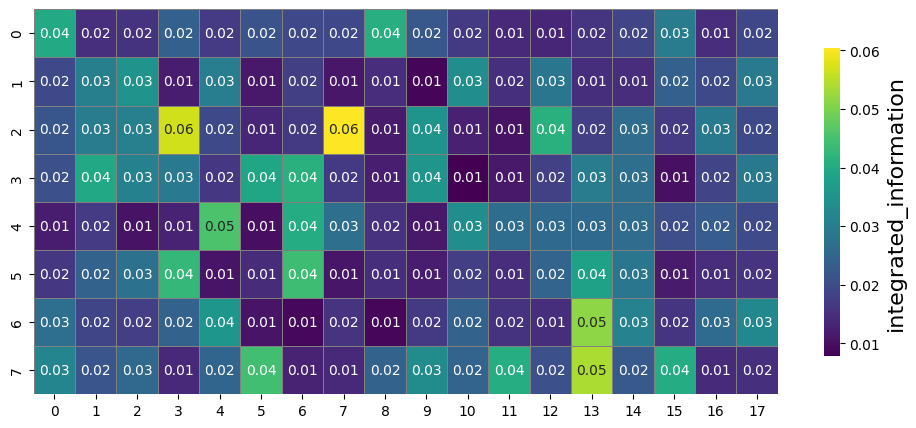 0 0.04 0.02 0.02 0.02 0.02 0.02 0.02 0.02 0.04 0.02 0.02 0.01 0.01 0.02 0.02 0.03 0.01 0.02
1 0.02 0.03 0.03 0.01 0.03 0.01 0.02 0.01 0.01 0.01 0.03 0.02 0.03 0.01 0.01 0.02 0.02 0.03
2 0.02 0.03 0.03 0.06 0.02 0.01 0.02 0.06 0.01 0.04 0.01 0.01 0.04 0.02 0.03 0.02 0.03 0.02
3 0.02 0.04 0.03 0.03 0.02 0.04 0.04 0.02 0.01 0.04 0.01 0.01 0.02 0.03 0.03 0.01 0.02 0.03
4 0.01 0.02 0.01 0.01 0.05 0.01 0.04 0.03 0.02 0.01 0.03 0.03 0.03 0.03 0.03 0.02 0.02 0.02
5 0.02 0.02 0.03 0.04 0.01 0.01 0.04 0.01 0.01 0.01 0.02 0.01 0.02 0.04 0.03 0.01 0.01 0.02
6 0.03 0.02 0.02 0.02 0.04 0.01 0.01 0.02 0.01 0.02 0.02 0.02 0.01 0.05 0.03 0.02 0.03 0.03
7 0.03 0.02 0.03 0.01 0.02 0.04 0.01 0.01 0.02 0.03 0.02 0.04 0.02 0.05 0.02 0.04 0.01 0.02
0 1 2 3 4 5 6 7 8 9 10 11 12 13 14 15 16 17
0.06
0.05
0.04
0.03
0.02
0.01
integrated_information